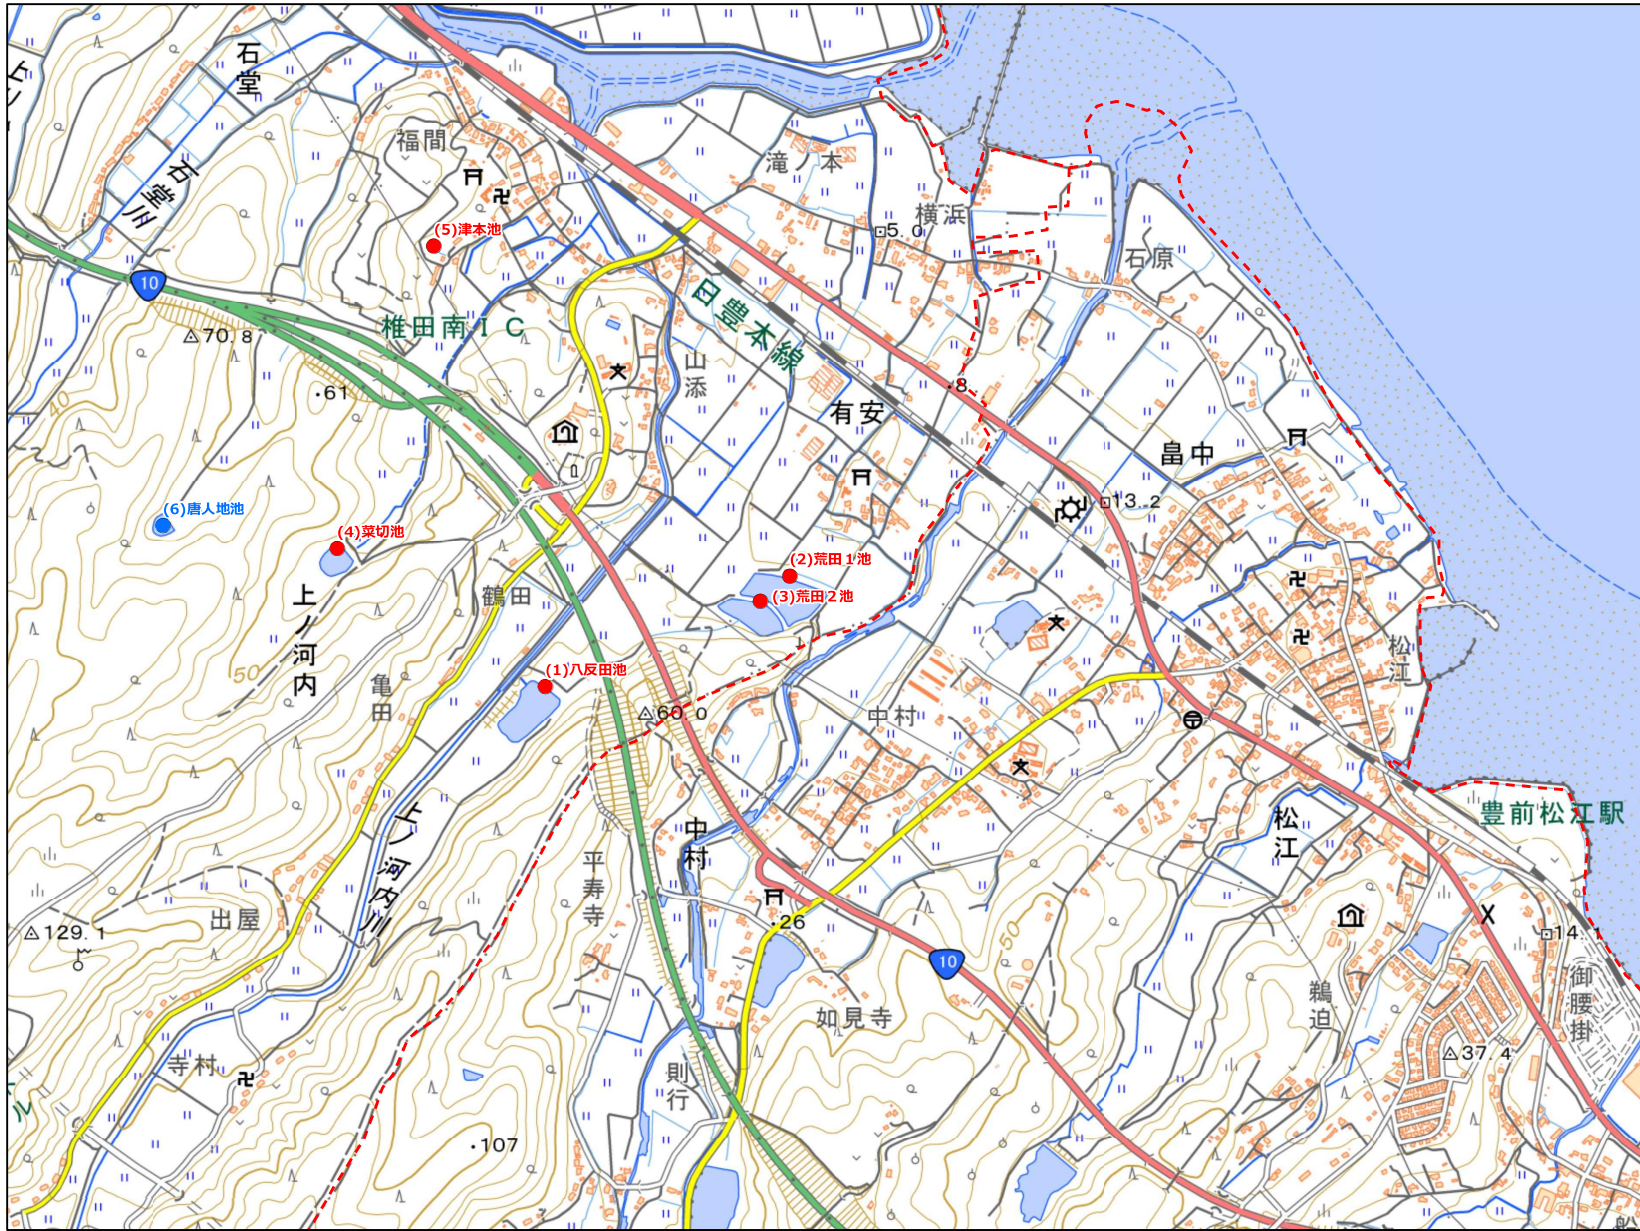 石堂
福間
石堂川
滝ノ本
横浜
5.0
石原
(5)津本池
10
70.8
椎田南IC
日豊本線
山添
61
8
有安
畠中
13.2
(6)唐人地池
(4)菜切池
(2)荒田1池
(3)荒田2池
上ノ河内
鶴田
50
40
亀田
(1)八反田池
60.0
中村
松江
上ノ河内川
中村
平寿寺
松江
豊前松江駅
出屋
129.1
26
10
50
14.1
御腰掛
鵜迫
如見寺
37.4
寺村
則行
107